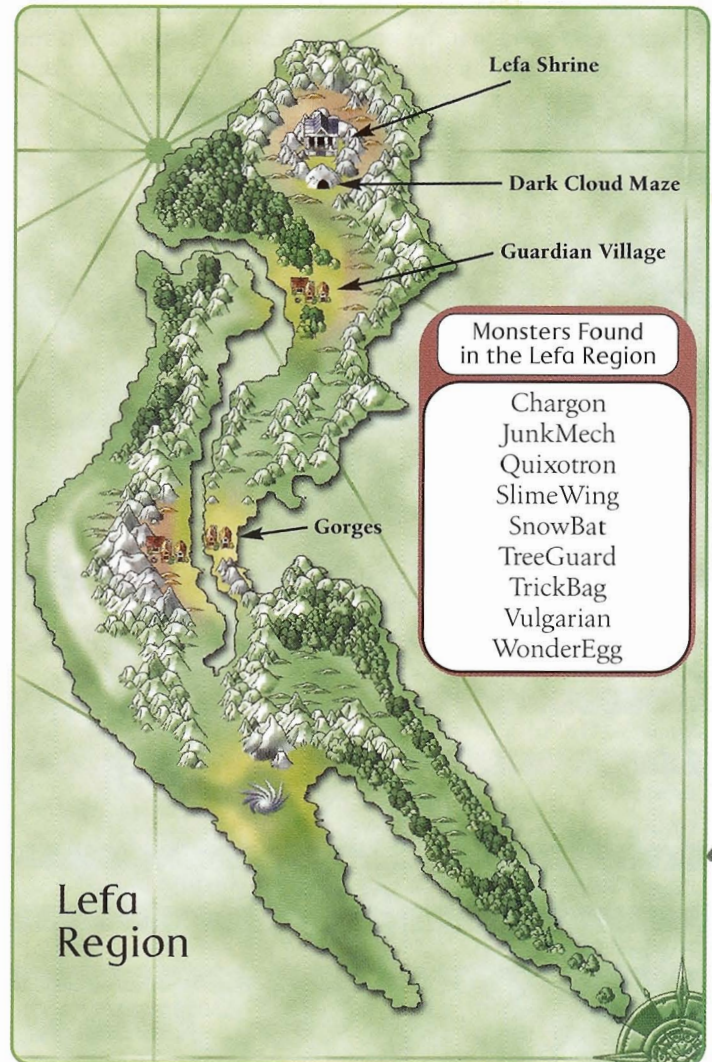 Lefa Shrine
Dark Cloud Maze
Guardian Village
Monsters Found
in the Lefa Region
Chargon
JunkMech
Quixotron
SlimeWing
SnowBat
TreeGuard
TrickBag
Vulgarian
WonderEgg
Gorges
Lefa
Region